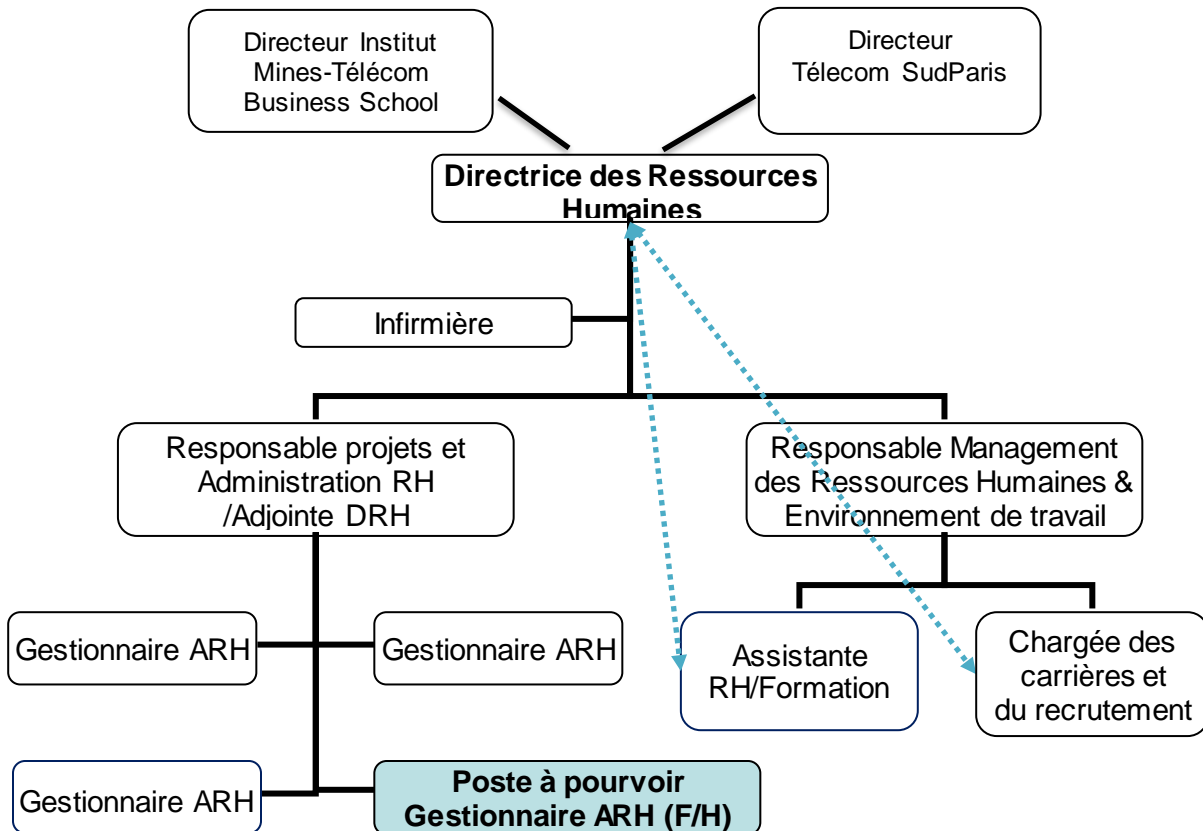 Directeur Institut
Mines-Télécom
Business School
Directeur
Télecom SudParis
Directrice des Ressources
Humaines
Infirmière
Responsable projets et
Administration RH
/Adjointe DRH
Responsable Management
des Ressources Humaines &
Environnement de travail
Gestionnaire ARH
Gestionnaire ARH
Assistante
RH/Formation
Chargée des
carrières et
du recrutement
Gestionnaire ARH
Poste à pourvoir
Gestionnaire ARH (F/H)